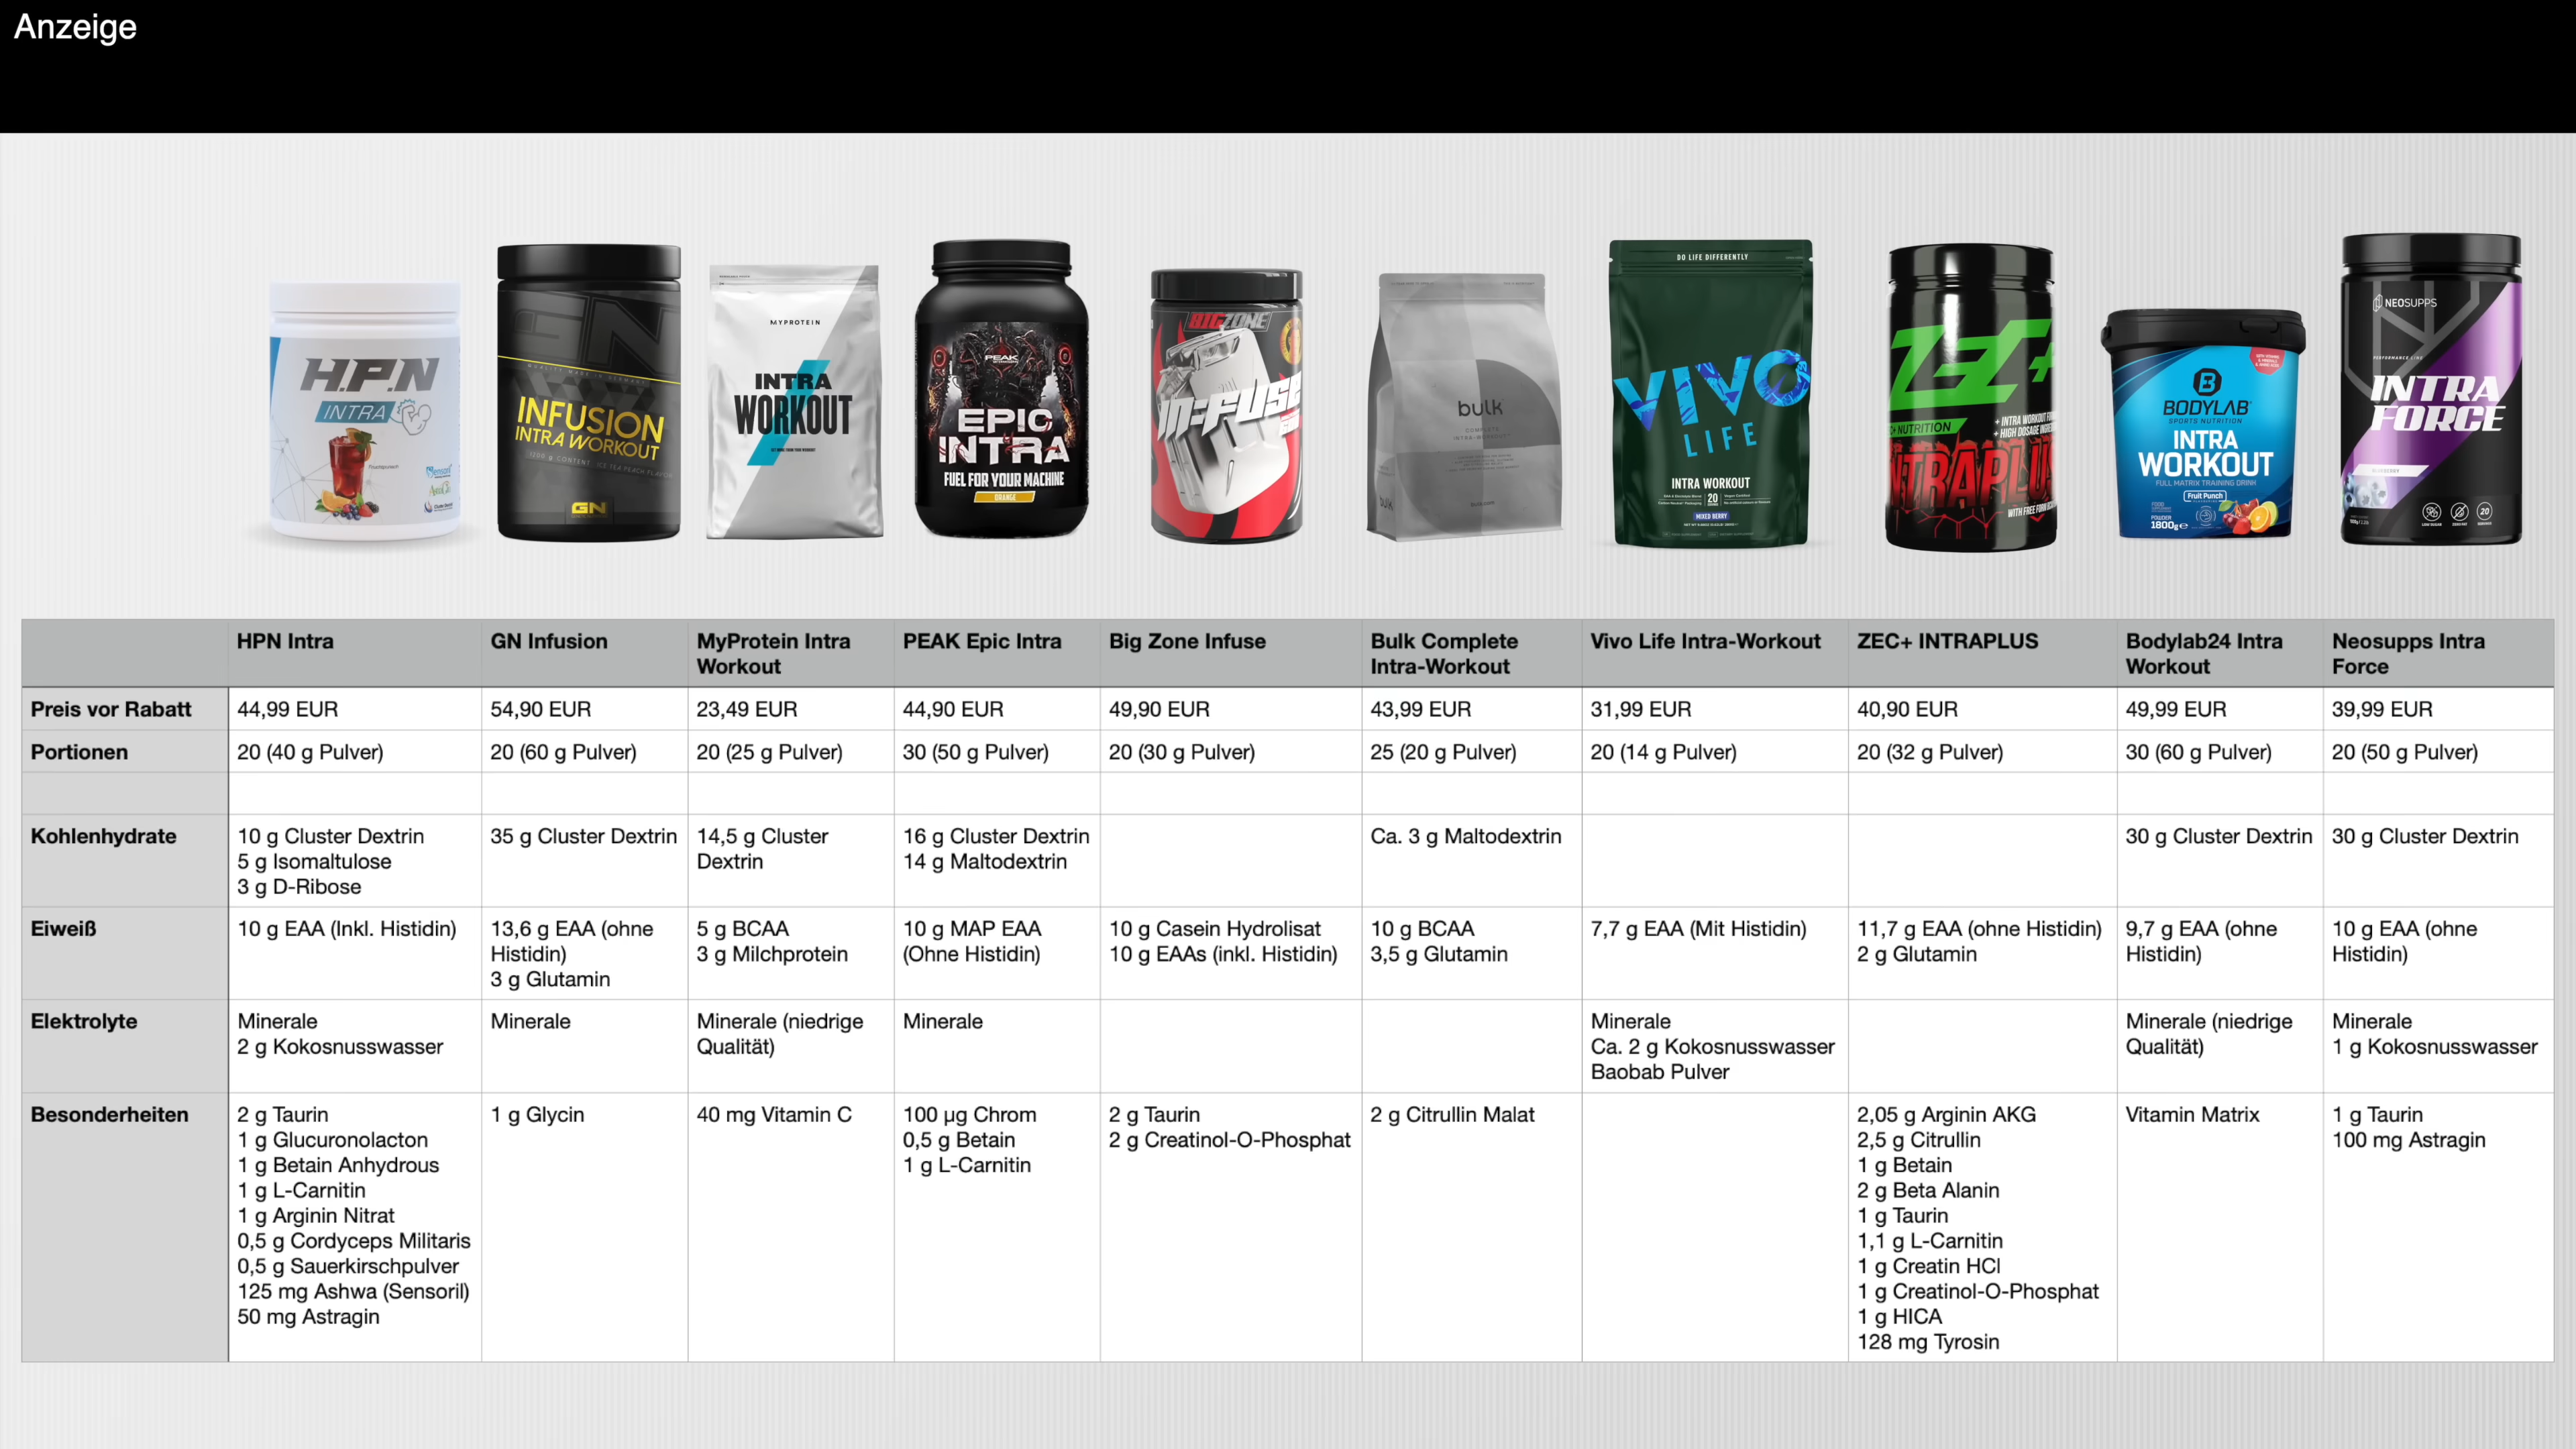 Anzeige
H.P.N
INTRA
INFUSION
INTRA WORKOUT
GN
MYPROTEIN
INTRA
WORKOUT
PEAK
EPIC
INTRA
FUEL FOR YOUR MACHINE
ORANGE
BIG ZONE
IN-FUSE
bulk
COMPLETE
INTRA-WORKOUT
DO LIFE DIFFERENTLY
VIVO
LIFE
INTRA WORKOUT
20
MIXED BERRY
ZEC+
NUTRITION
+ INTRA WORKOUT
+ HIGH DOSAGE
INTRAPLUS
BODYLAB
SPORTS NUTRITION
INTRA
WORKOUT
FULL MATRIX TRAINING DRINK
Fruit Punch
POWDER
1800g e
NEOSUPPS
PERFORMANCE LINE
INTRA
FORCE
HPN Intra
GN Infusion
MyProtein Intra
Workout
PEAK Epic Intra
Big Zone Infuse
Bulk Complete
Intra-Workout
Vivo Life Intra-Workout
ZEC+ INTRAPLUS
Bodylab24 Intra
Workout
Neosupps Intra
Force
Preis vor Rabatt
44,99 EUR
54,90 EUR
23,49 EUR
44,90 EUR
49,90 EUR
43,99 EUR
31,99 EUR
40,90 EUR
49,99 EUR
39,99 EUR
Portionen
20 (40 g Pulver)
20 (60 g Pulver)
20 (25 g Pulver)
30 (50 g Pulver)
20 (30 g Pulver)
25 (20 g Pulver)
20 (14 g Pulver)
20 (32 g Pulver)
30 (60 g Pulver)
20 (50 g Pulver)
Kohlenhydrate
10 g Cluster Dextrin
5 g Isomaltulose
3 g D-Ribose
35 g Cluster Dextrin
14,5 g Cluster
Dextrin
16 g Cluster Dextrin
14 g Maltodextrin
Ca. 3 g Maltodextrin
30 g Cluster Dextrin
30 g Cluster Dextrin
Eiweiß
10 g EAA (Inkl. Histidin)
13,6 g EAA (ohne
Histidin)
3 g Glutamin
5 g BCAA
3 g Milchprotein
10 g MAP EAA
(Ohne Histidin)
10 g Casein Hydrolisat
10 g EAAs (inkl. Histidin)
10 g BCAA
3,5 g Glutamin
7,7 g EAA (Mit Histidin)
11,7 g EAA (ohne Histidin)
2 g Glutamin
9,7 g EAA (ohne
Histidin)
10 g EAA (ohne
Histidin)
Elektrolyte
Minerale
2 g Kokosnusswasser
Minerale
Minerale (niedrige
Qualität)
Minerale
Minerale
Ca. 2 g Kokosnusswasser
Baobab Pulver
Minerale (niedrige
Qualität)
Minerale
1 g Kokosnusswasser
Besonderheiten
2 g Taurin
1 g Glucuronolacton
1 g Betain Anhydrous
1 g L-Carnitin
1 g Arginin Nitrat
0,5 g Cordyceps Militaris
0,5 g Sauerkirschpulver
125 mg Ashwa (Sensoril)
50 mg Astragin
1 g Glycin
40 mg Vitamin C
100 µg Chrom
0,5 g Betain
1 g L-Carnitin
2 g Taurin
2 g Creatinol-O-Phosphat
2 g Citrullin Malat
2,05 g Arginin AKG
2,5 g Citrullin
1 g Betain
2 g Beta Alanin
1 g Taurin
1,1 g L-Carnitin
1 g Creatin HCl
1 g Creatinol-O-Phosphat
1 g HICA
128 mg Tyrosin
Vitamin Matrix
1 g Taurin
100 mg Astragin